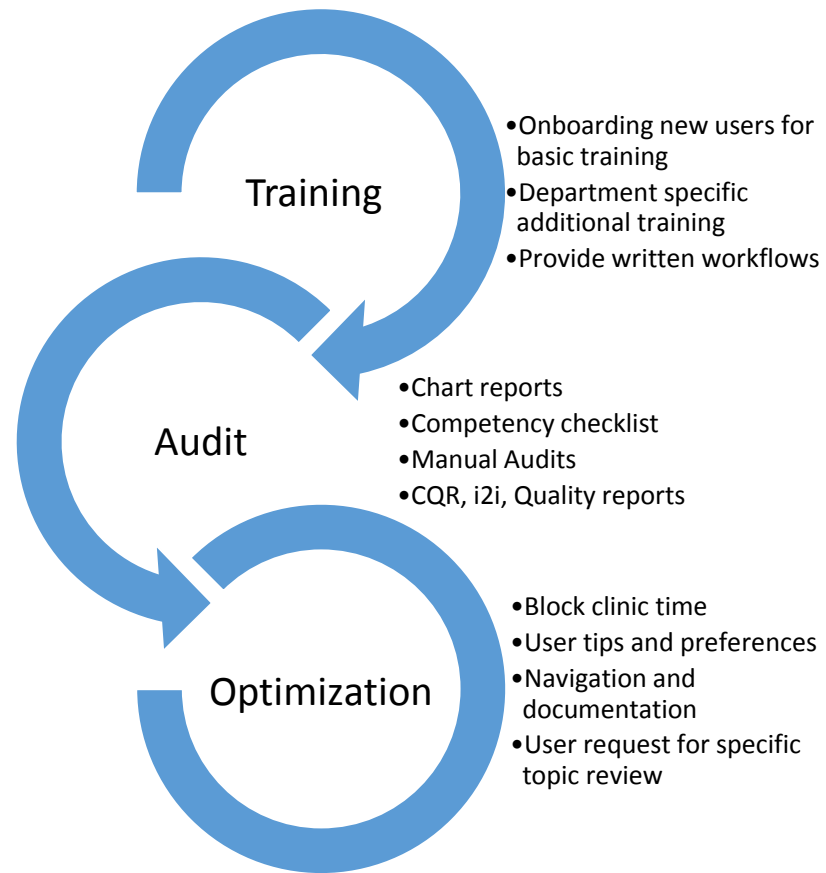 Training
•Onboarding new users for
basic training
•Department specific
additional training
•Provide written workflows
Audit
•Chart reports
•Competency checklist
•Manual Audits
•CQR, i2i, Quality reports
Optimization
•Block clinic time
•User tips and preferences
•Navigation and
documentation
•User request for specific
topic review